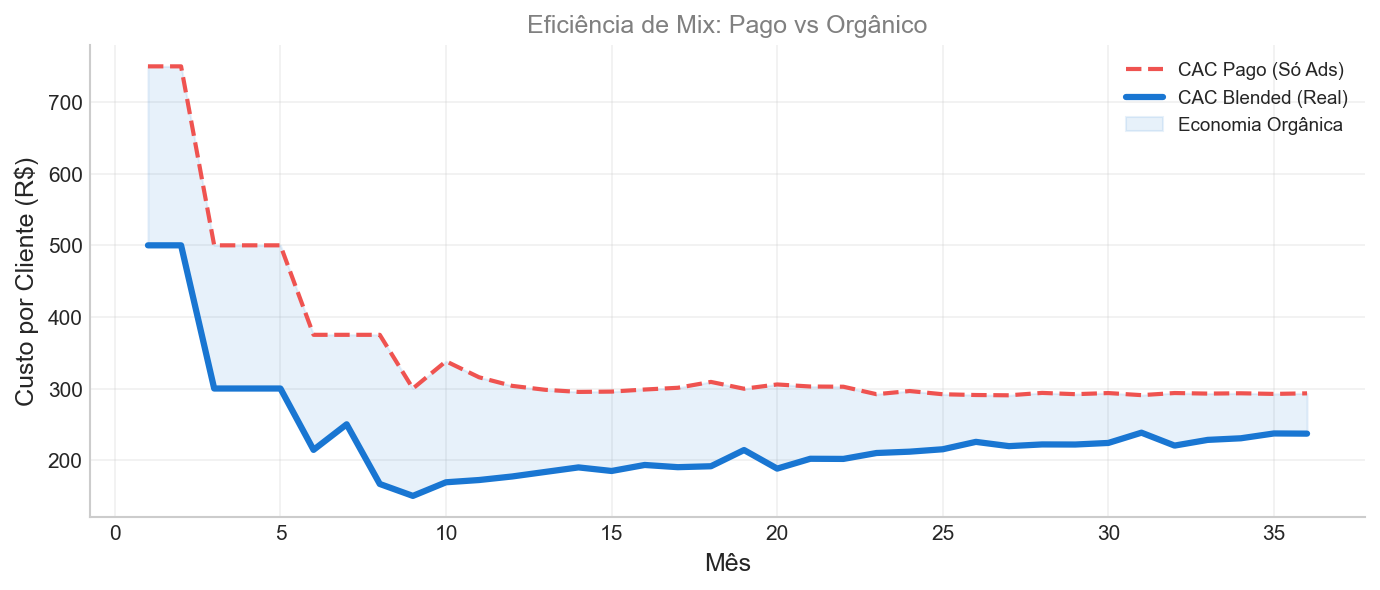 Eficiência de Mix: Pago vs Orgânico
CAC Pago (Só Ads)
CAC Blended (Real)
Economia Orgânica
Custo por Cliente (R$)
700
600
500
400
300
200
0 5 10 15 20 25 30 35
Mês